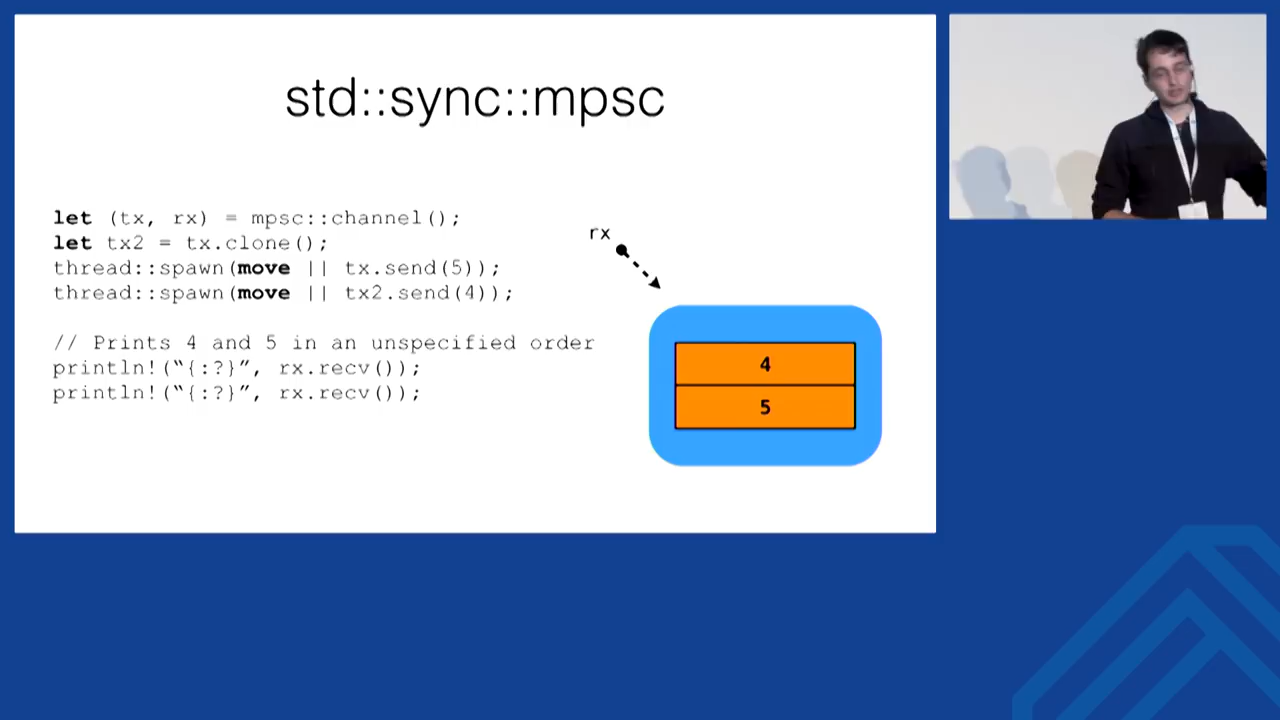 std::sync::mpsc
let (tx, rx) = mpsc::channel();
let tx2 = tx.clone();
thread::spawn(move || tx.send(5));
thread::spawn(move || tx2.send(4));
// Prints 4 and 5 in an unspecified order
println!(“{:?}”, rx.recv());
println!(“{:?}”, rx.recv());
rx
4
5